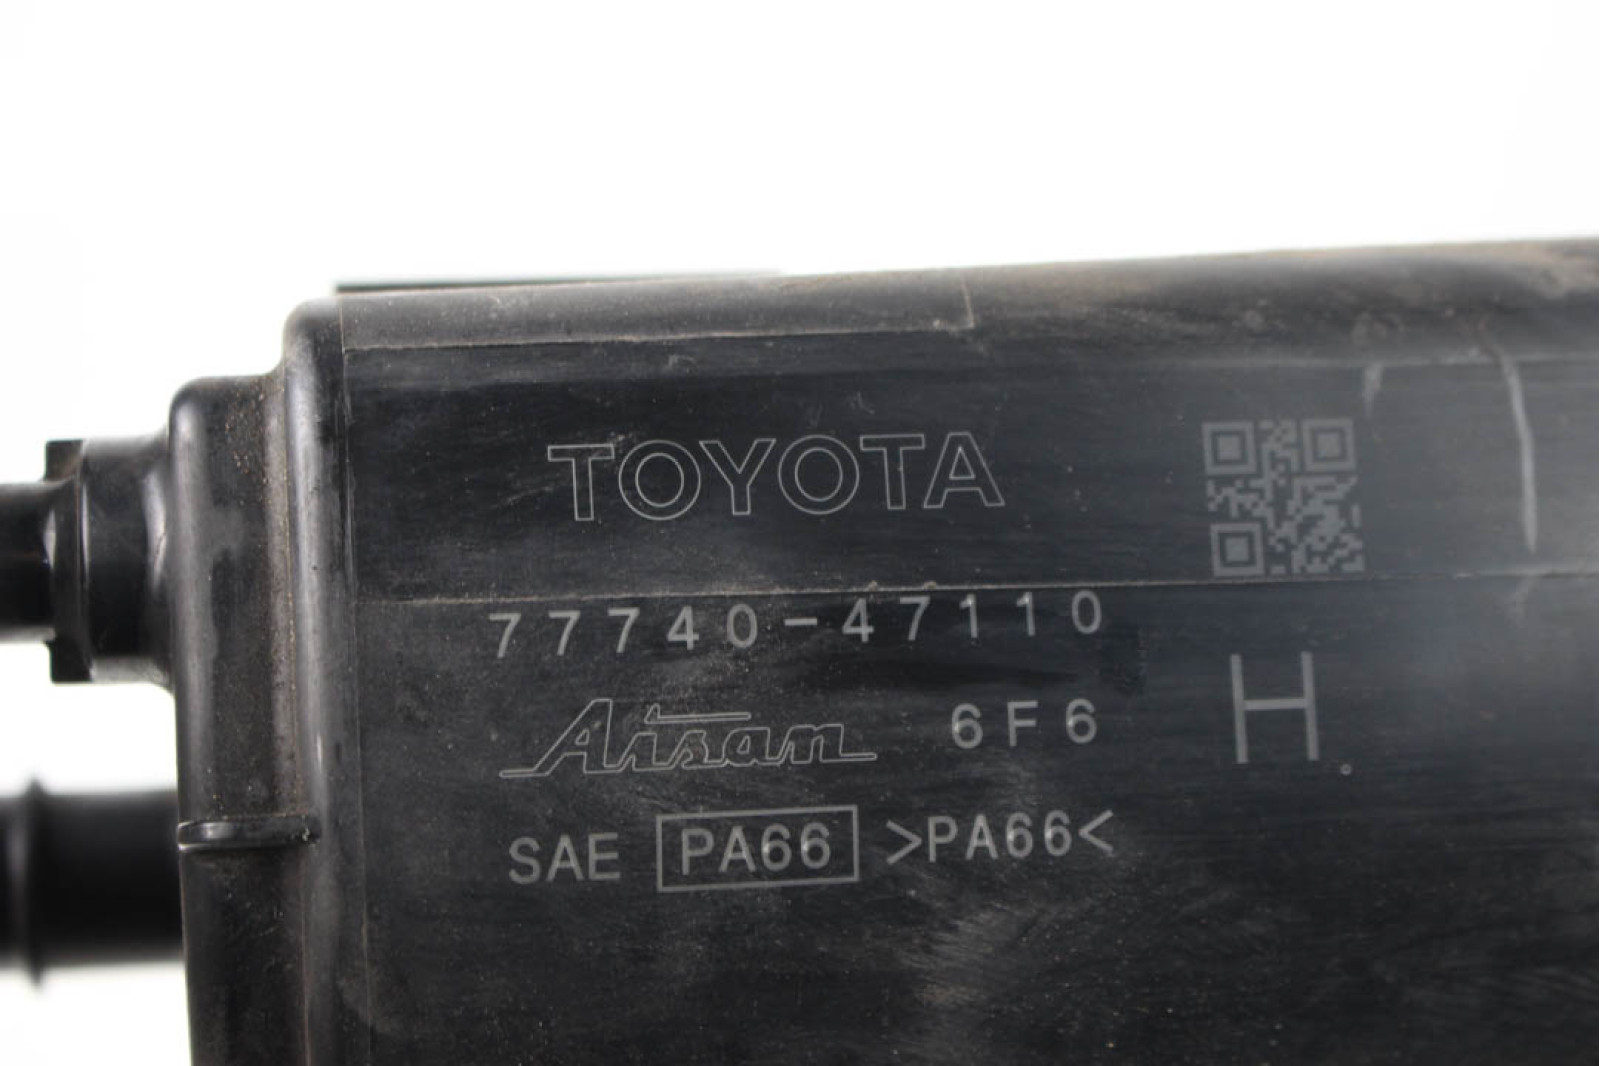 TOYOTA
77740-47110
Aisan 6F6 H
SAE PA66 >PA66<